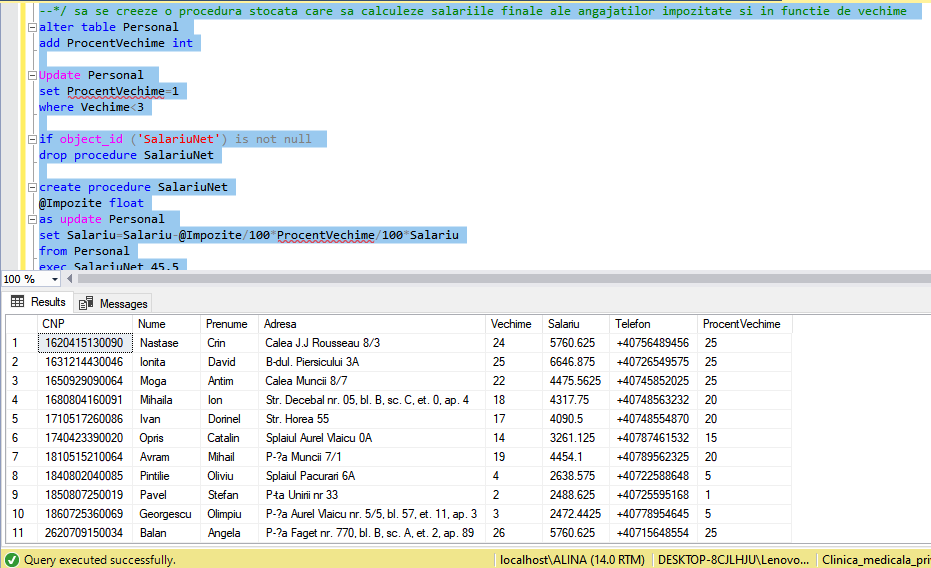 --*/ sa se creeze o procedura stocata care sa calculeze salariile finale ale angajatilor impozitate si in functie de vechime
alter table Personal
add ProcentVechime int
Update Personal
set ProcentVechime=1
where Vechime<3
if object_id ('SalariuNet') is not null
drop procedure SalariuNet
create procedure SalariuNet
@Impozite float
as update Personal
set Salariu=Salariu-@Impozite/100*ProcentVechime/100*Salariu
from Personal
exec SalariuNet 45.5
100 %
Results Messages
CNP Nume Prenume Adresa Vechime Salariu Telefon ProcentVechime
1 1620415130090 Nastase Crin Calea J.J Rousseau 8/3 24 5760.625 +40756489456 25
2 1631214430046 Ionita David B-dul. Piersicului 3A 25 6646.875 +40726549575 25
3 1650929090064 Moga Antim Calea Muncii 8/7 22 4475.5625 +40745852025 25
4 1680804160091 Mihaila Ion Str. Decebal nr. 05, bl. B, sc. C, et. 0, ap. 4 18 4317.75 +40748563232 20
5 1710517260086 Ivan Dorinel Str. Horea 55 17 4090.5 +40748554870 20
6 1740423390020 Opris Catalin Splaiul Aurel Vlaicu 0A 14 3261.125 +40787461532 15
7 1810515210064 Avram Mihail P-?a Muncii 7/1 19 4454.1 +40789562325 20
8 1840802040085 Pintilie Oliviu Splaiul Pacurari 6A 4 2638.575 +40722588648 5
9 1850807250019 Pavel Stefan P-ta Unirii nr 33 2 2488.625 +40725595168 1
10 1860725360069 Georgescu Olimpiu P-?a Aurel Vlaicu nr. 5/5, bl. 57, et. 11, ap. 3 3 2472.4425 +40778954645 5
11 2620709150034 Balan Angela P-?a Faget nr. 770, bl. B, sc. A, et. 2, ap. 89 26 5760.625 +40715648554 25
Query executed successfully. localhost\ALINA (14.0 RTM) DESKTOP-8CJLHJU\Lenovo... Clinica_medicala_pri